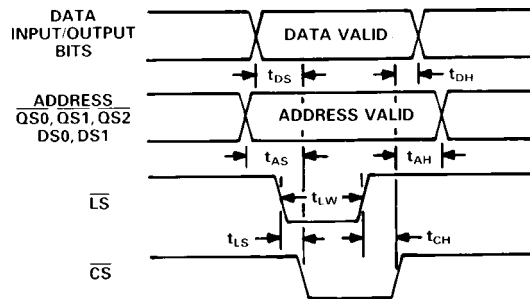 DATA
INPUT/OUTPUT
BITS
DATA VALID
tDS
tDH
ADDRESS
QS0, QS1, QS2
DS0, DS1
ADDRESS VALID
tAS
tAH
LS
tLW
tLS
tCH
CS